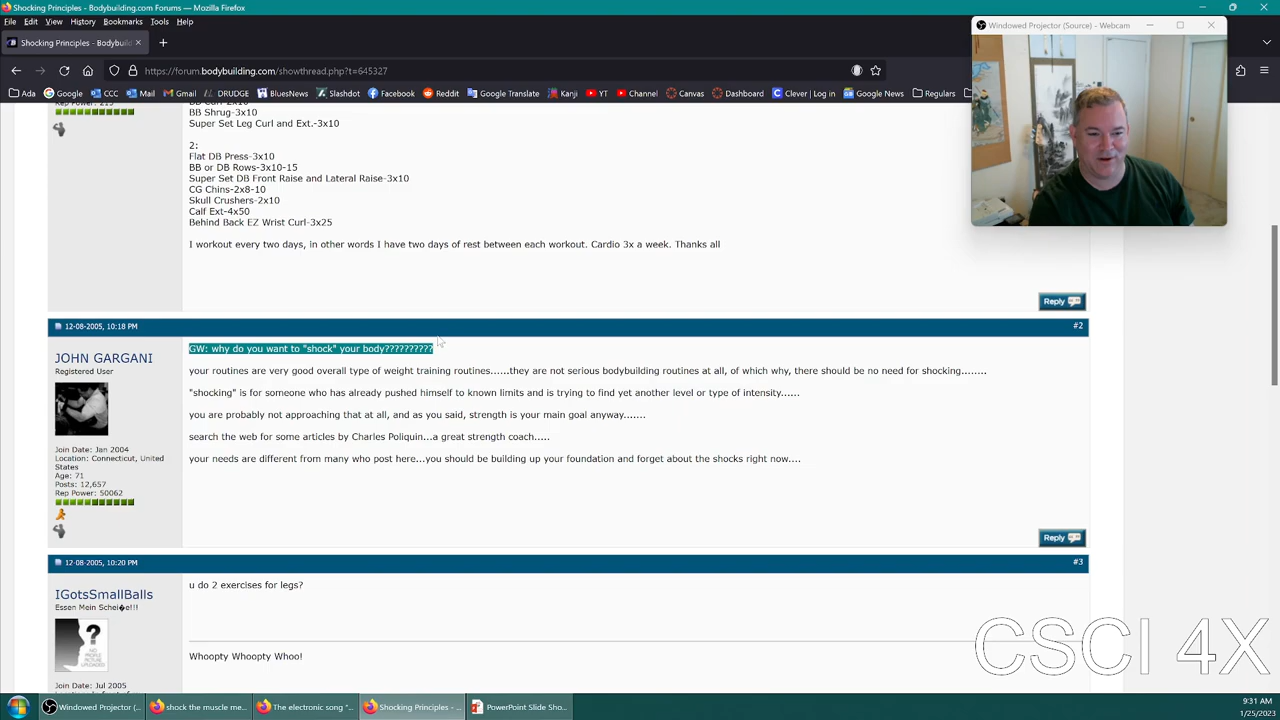 Shocking Principles - Bodybuilding.com Forums — Mozilla Firefox
File Edit View History Bookmarks Tools Help
Windowed Projector (Source) - Webcam
Shocking Principles - Bodybuild
https://forum.bodybuilding.com/showthread.php?t=645327
Ada Google CCC Mail Gmail DRUDGE BluesNews Slashdot Facebook Reddit Google Translate Kanji YT Channel Canvas Dashboard Clever | Log in Google News Regulars
Rep Power: 215
BB Curl-2x10
BB Shrug-3x10
Super Set Leg Curl and Ext.-3x10
2:
Flat DB Press-3x10
BB or DB Rows-3x10-15
Super Set DB Front Raise and Lateral Raise-3x10
CG Chins-2x8-10
Skull Crushers-2x10
Calf Ext-4x50
Behind Back EZ Wrist Curl-3x25
I workout every two days, in other words I have two days of rest between each workout. Cardio 3x a week. Thanks all
Reply
12-08-2005, 10:18 PM
#2
JOHN GARGANI
Registered User
Join Date: Jan 2004
Location: Connecticut, United States
Age: 71
Posts: 12,657
Rep Power: 50062
GW: why do you want to "shock" your body??????????
your routines are very good overall type of weight training routines......they are not serious bodybuilding routines at all, of which why, there should be no need for shocking........
"shocking" is for someone who has already pushed himself to known limits and is trying to find yet another level or type of intensity......
you are probably not approaching that at all, and as you said, strength is your main goal anyway.......
search the web for some articles by Charles Poliquin...a great strength coach.....
your needs are different from many who post here...you should be building up your foundation and forget about the shocks right now....
Reply
12-08-2005, 10:20 PM
#3
IGotsSmallBalls
Essen Mein Schei�e!!!
NO PROFILE PICTURE UPLOADED
Join Date: Jul 2005
u do 2 exercises for legs?
Whoopty Whoopty Whoo!
CSCI 4X
Windowed Projector (...
shock the muscle me...
The electronic song "...
Shocking Principles - ...
PowerPoint Slide Sho...
9:31 AM
1/25/2023